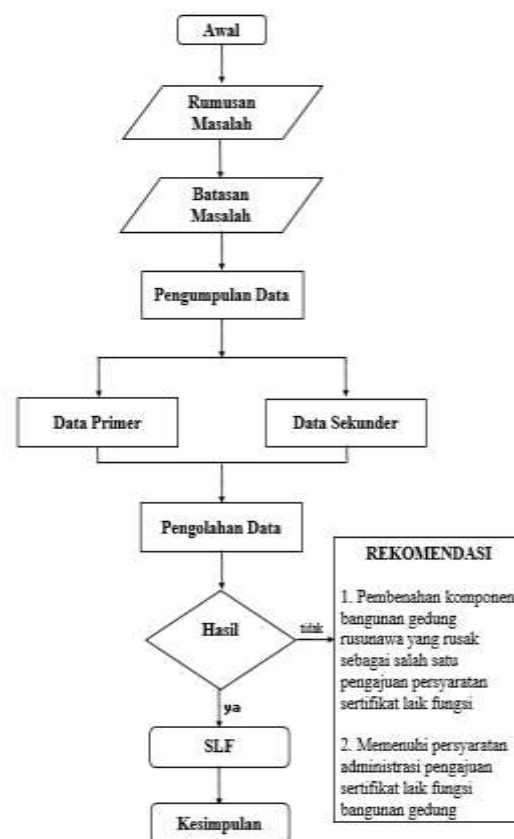 Awal
Rumusan
Masalah
Batasan
Masalah
Pengumpulan Data
Data Primer
Data Sekunder
Pengolahan Data
Hasil
tidak
ya
SLF
Kesimpulan
REKOMENDASI
1. Pembenahan komponen
bangunan gedung
rusunawa yang rusak
sebagai salah satu
pengajuan persyaratan
sertifikat laik fungsi
2. Memenuhi persyaratan
administrasi pengajuan
sertifikat laik fungsi
bangunan gedung